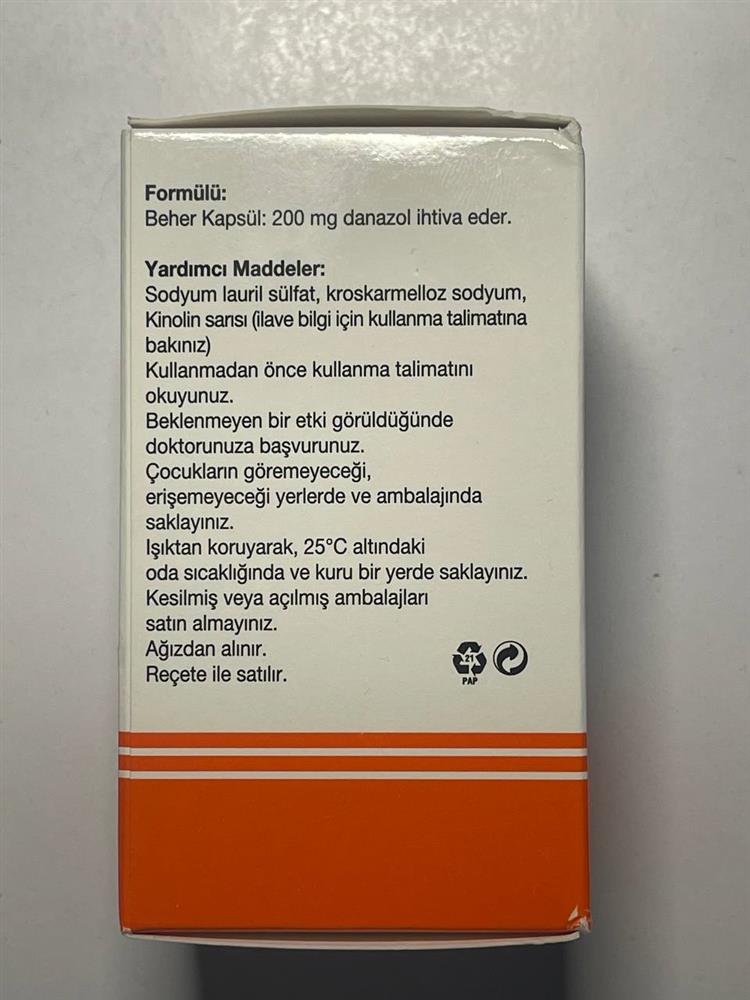 Formülü:
Beher Kapsül: 200 mg danazol ihtiva eder.
Yardımcı Maddeler:
Sodyum lauril sülfat, kroskarmelloz sodyum,
Kinolin sarısı (ilave bilgi için kullanma talimatına
bakınız)
Kullanmadan önce kullanma talimatını
okuyunuz.
Beklenmeyen bir etki görüldüğünde
doktorunuza başvurunuz.
Çocukların göremeyeceği,
erişemeyeceği yerlerde ve ambalajında
saklayınız.
Işıktan koruyarak, 25°C altındaki
oda sıcaklığında ve kuru bir yerde saklayınız.
Kesilmiş veya açılmış ambalajları
satın almayınız.
Ağızdan alınır.
Reçete ile satılır.
21
PAP